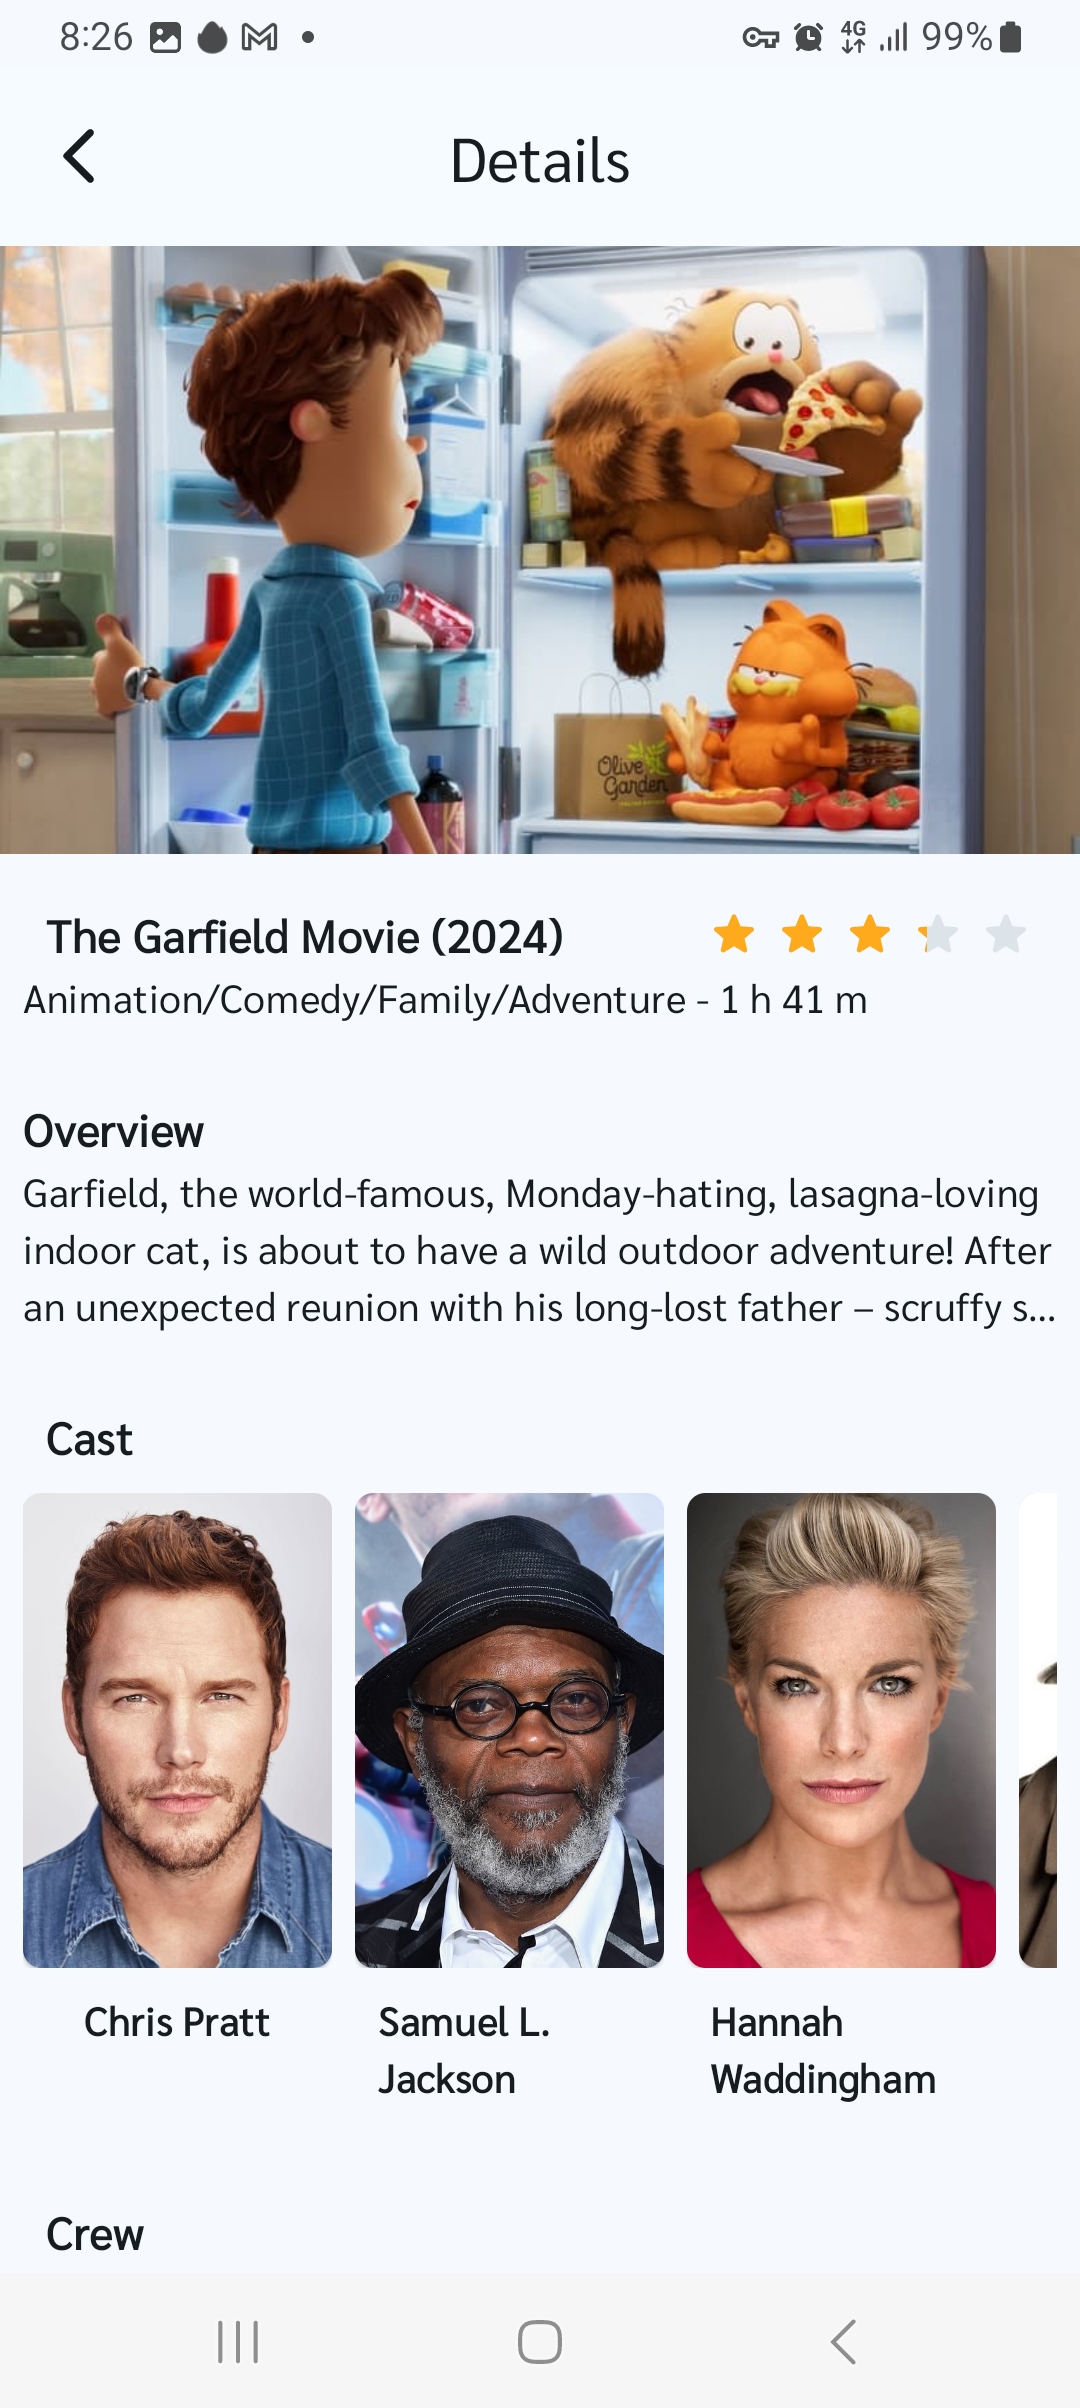 8:26
4G
99%
Details
Olive
Garden
The Garfield Movie (2024)
Animation/Comedy/Family/Adventure - 1 h 41 m
Overview
Garfield, the world-famous, Monday-hating, lasagna-loving
indoor cat, is about to have a wild outdoor adventure! After
an unexpected reunion with his long-lost father – scruffy s...
Cast
Chris Pratt
Samuel L.
Jackson
Hannah
Waddingham
Crew